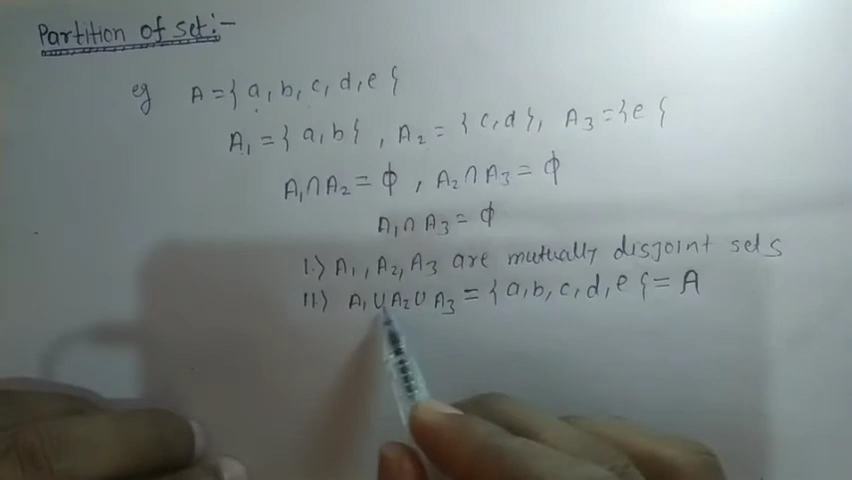 Partition of set:-
eg A = { a, b, c, d, e }
A1 = { a, b } , A2 = { c, d }, A3 = { e }
A1 ∩ A2 = ϕ , A2 ∩ A3 = ϕ
A1 ∩ A3 = ϕ
I.) A1, A2, A3 are mutually disjoint sets
II) A1 ∪ A2 ∪ A3 = { a, b, c, d, e } = A